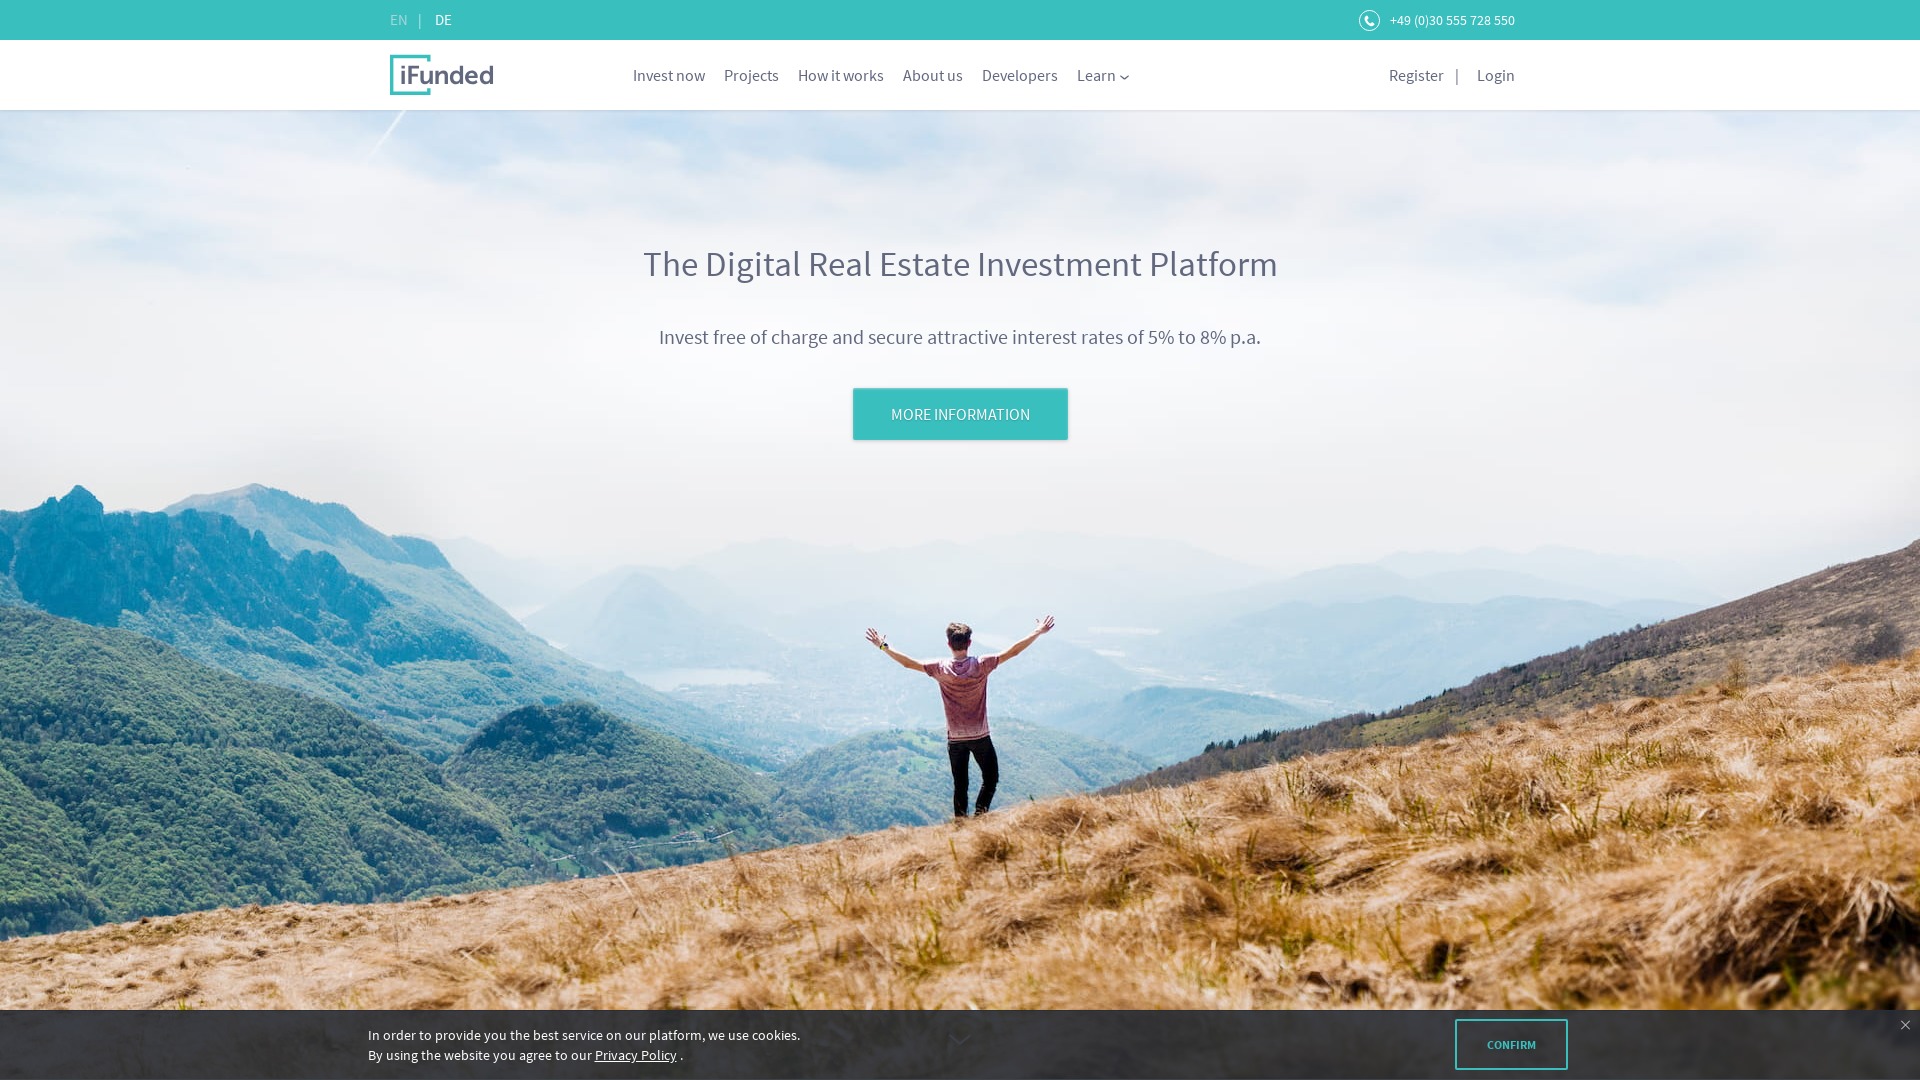 EN | DE
+49 (0)30 555 728 550
iFunded
Invest now Projects How it works About us Developers Learn
Register | Login
The Digital Real Estate Investment Platform
Invest free of charge and secure attractive interest rates of 5% to 8% p.a.
MORE INFORMATION
In order to provide you the best service on our platform, we use cookies.
By using the website you agree to our Privacy Policy .
CONFIRM